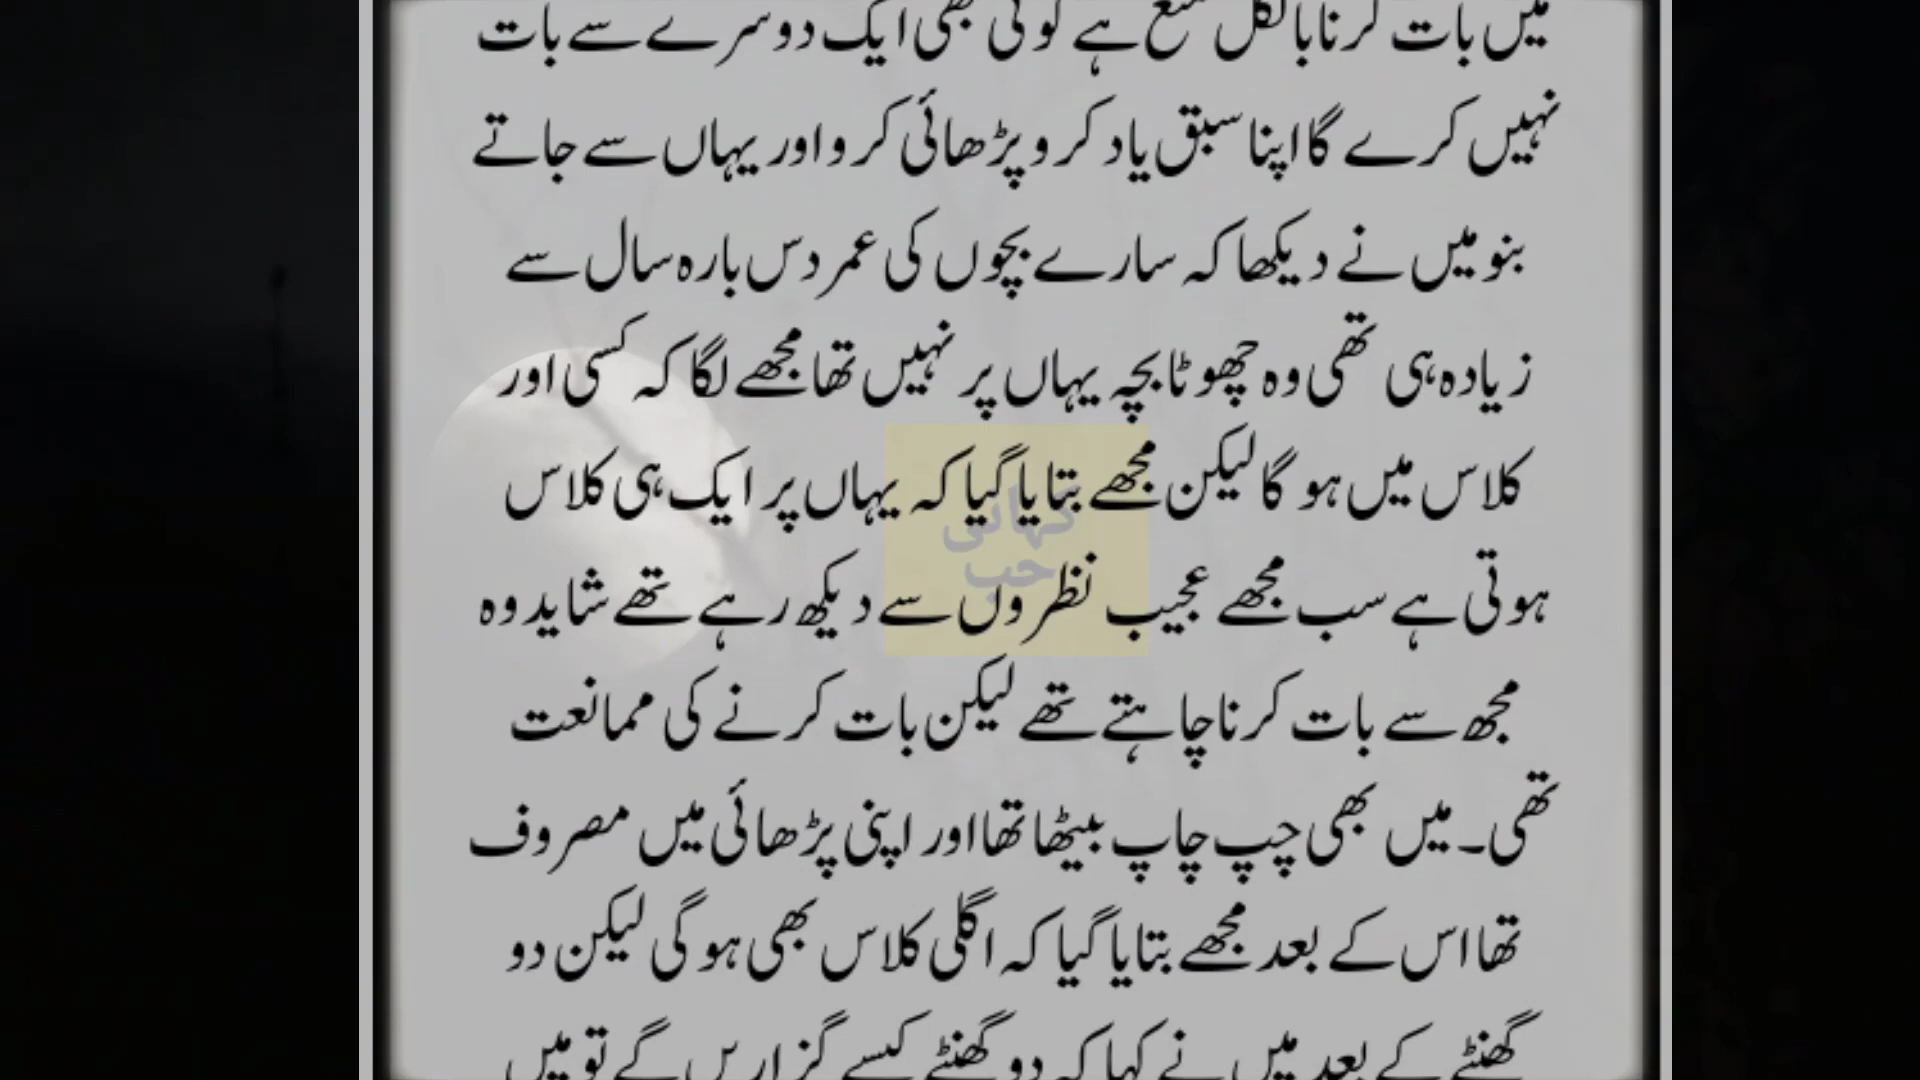 میں بات کرنا بالکل منع ہے کوئی بھی ایک دوسرے سے بات
نہیں کرے گا اپنا سبق یاد کرو پڑھائی کرو اور یہاں سے جاتے
بنو میں نے دیکھا کہ سارے بچوں کی عمر دس بارہ سال سے
زیادہ ہی تھی وہ چھوٹا بچہ یہاں پر نہیں تھا مجھے لگا کہ کسی اور
کلاس میں ہو گا لیکن مجھے بتایا گیا کہ یہاں پر ایک ہی کلاس
ہوتی ہے سب مجھے عجیب نظروں سے دیکھ رہے تھے شاید وہ
مجھ سے بات کرنا چاہتے تھے لیکن بات کرنے کی ممانعت
تھی۔ میں بھی چپ چاپ بیٹھا تھا اور اپنی پڑھائی میں مصروف
تھا اس کے بعد مجھے بتایا گیا کہ اگلی کلاس بھی ہو گی لیکن دو
گھنٹے کے بعد میں نے کہا کہ دو گھنٹے کیسے گزاریں گے تو میں
کہانی
حب